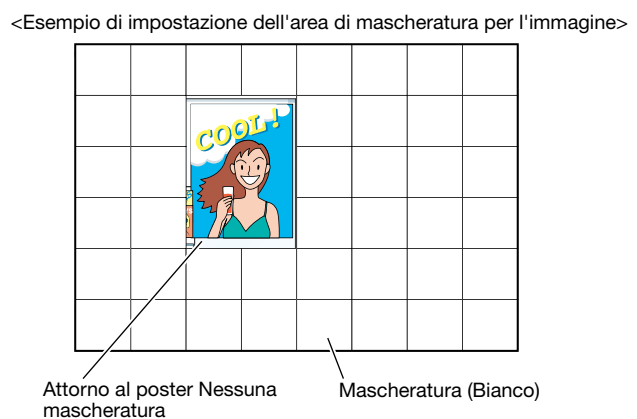 <Esempio di impostazione dell'area di mascheratura per l'immagine>
COOL!
Attorno al poster Nessuna
mascheratura
Mascheratura (Bianco)